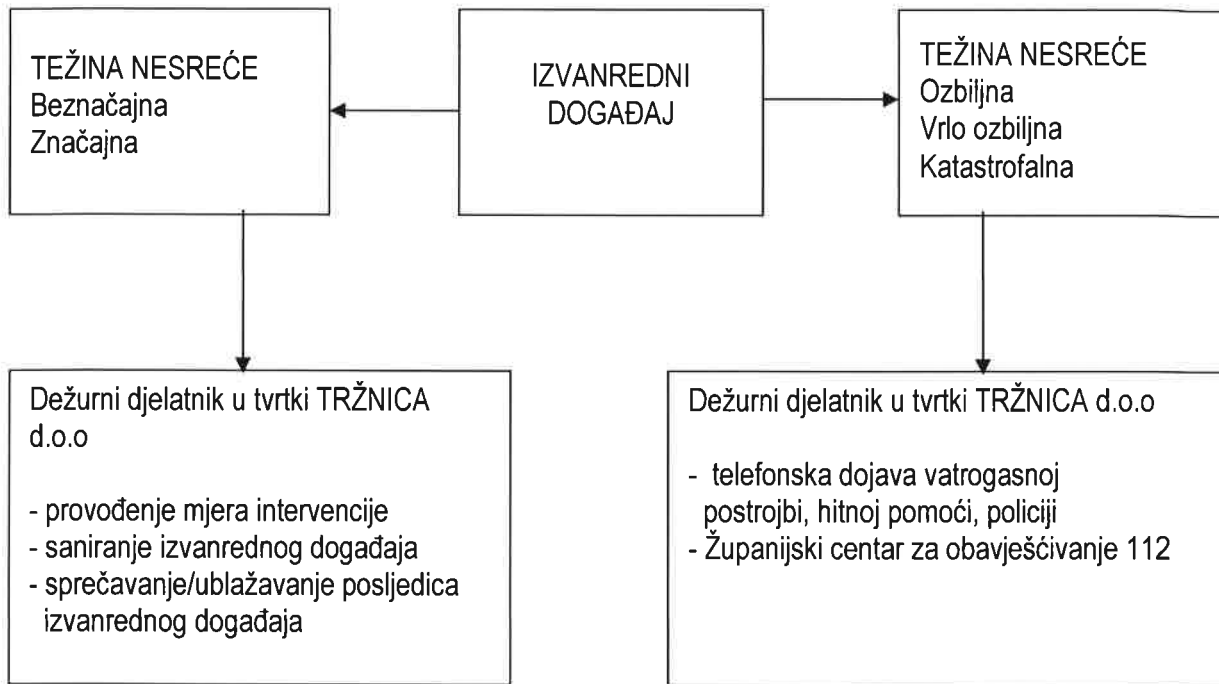 TEŽINA NESREĆE
Beznačajna
Značajna
IZVANREDNI
DOGAĐAJ
TEŽINA NESREĆE
Ozbiljna
Vrlo ozbiljna
Katastrofalna
Dežurni djelatnik u tvrtki TRŽNICA
d.o.o
- provođenje mjera intervencije
- saniranje izvanrednog događaja
- sprečavanje/ublažavanje posljedica
izvanrednog događaja
Dežurni djelatnik u tvrtki TRŽNICA d.o.o
- telefonska dojava vatrogasnoj
postrojbi, hitnoj pomoći, policiji
- Županijski centar za obavješćivanje 112